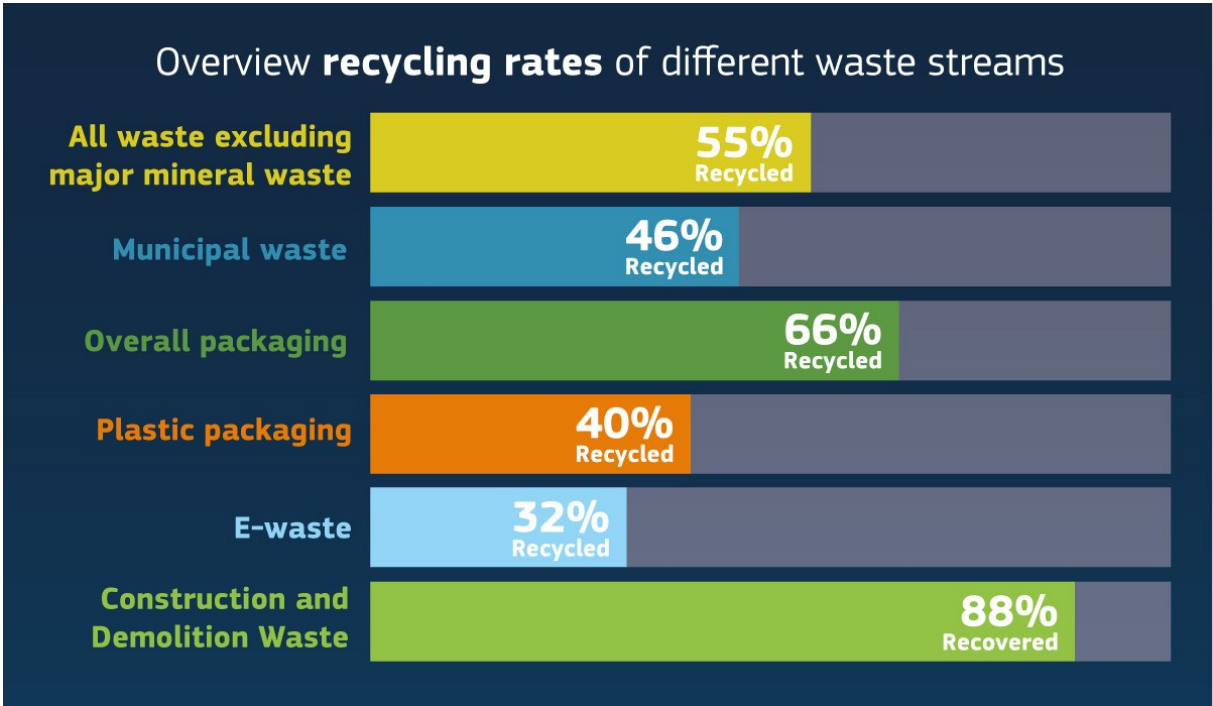 Overview recycling rates of different waste streams
All waste excluding
major mineral waste
55%
Recycled
Municipal waste
46%
Recycled
Overall packaging
66%
Recycled
Plastic packaging
40%
Recycled
E-waste
32%
Recycled
Construction and
Demolition Waste
88%
Recovered